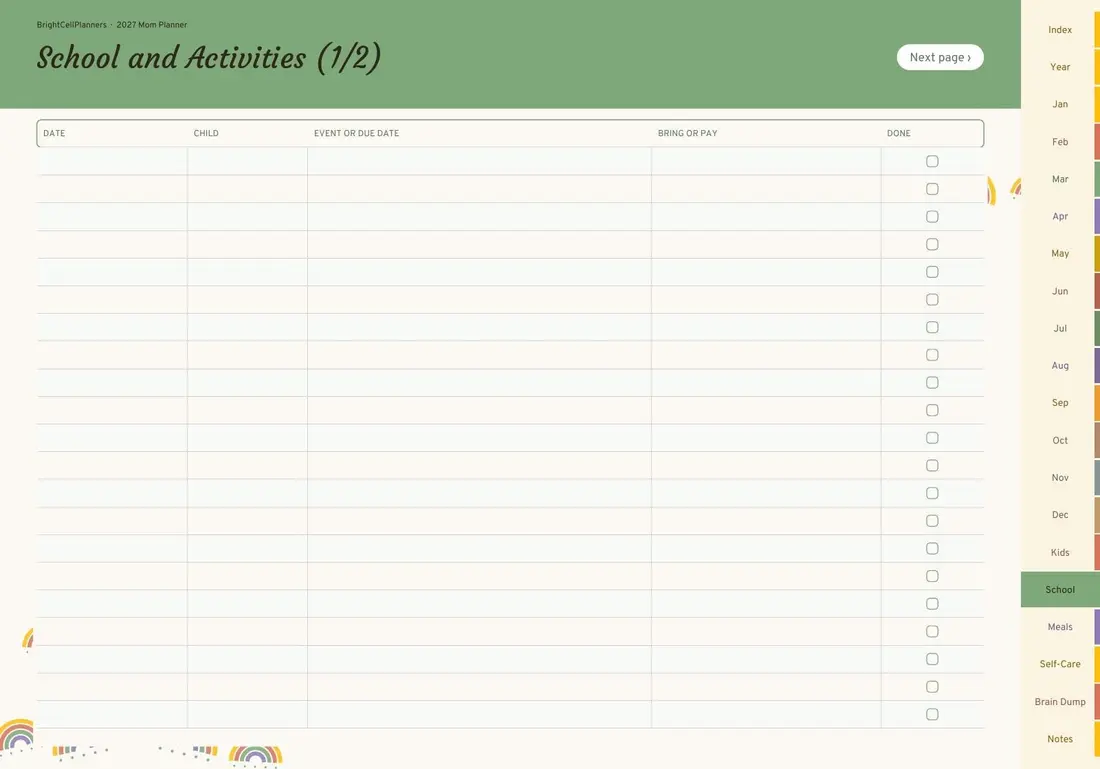 BrightCellPlanners · 2027 Mom Planner
School and Activities (1/2)
Next page ›
DATE CHILD EVENT OR DUE DATE BRING OR PAY DONE
Index
Year
Jan
Feb
Mar
Apr
May
Jun
Jul
Aug
Sep
Oct
Nov
Dec
Kids
School
Meals
Self-Care
Brain Dump
Notes